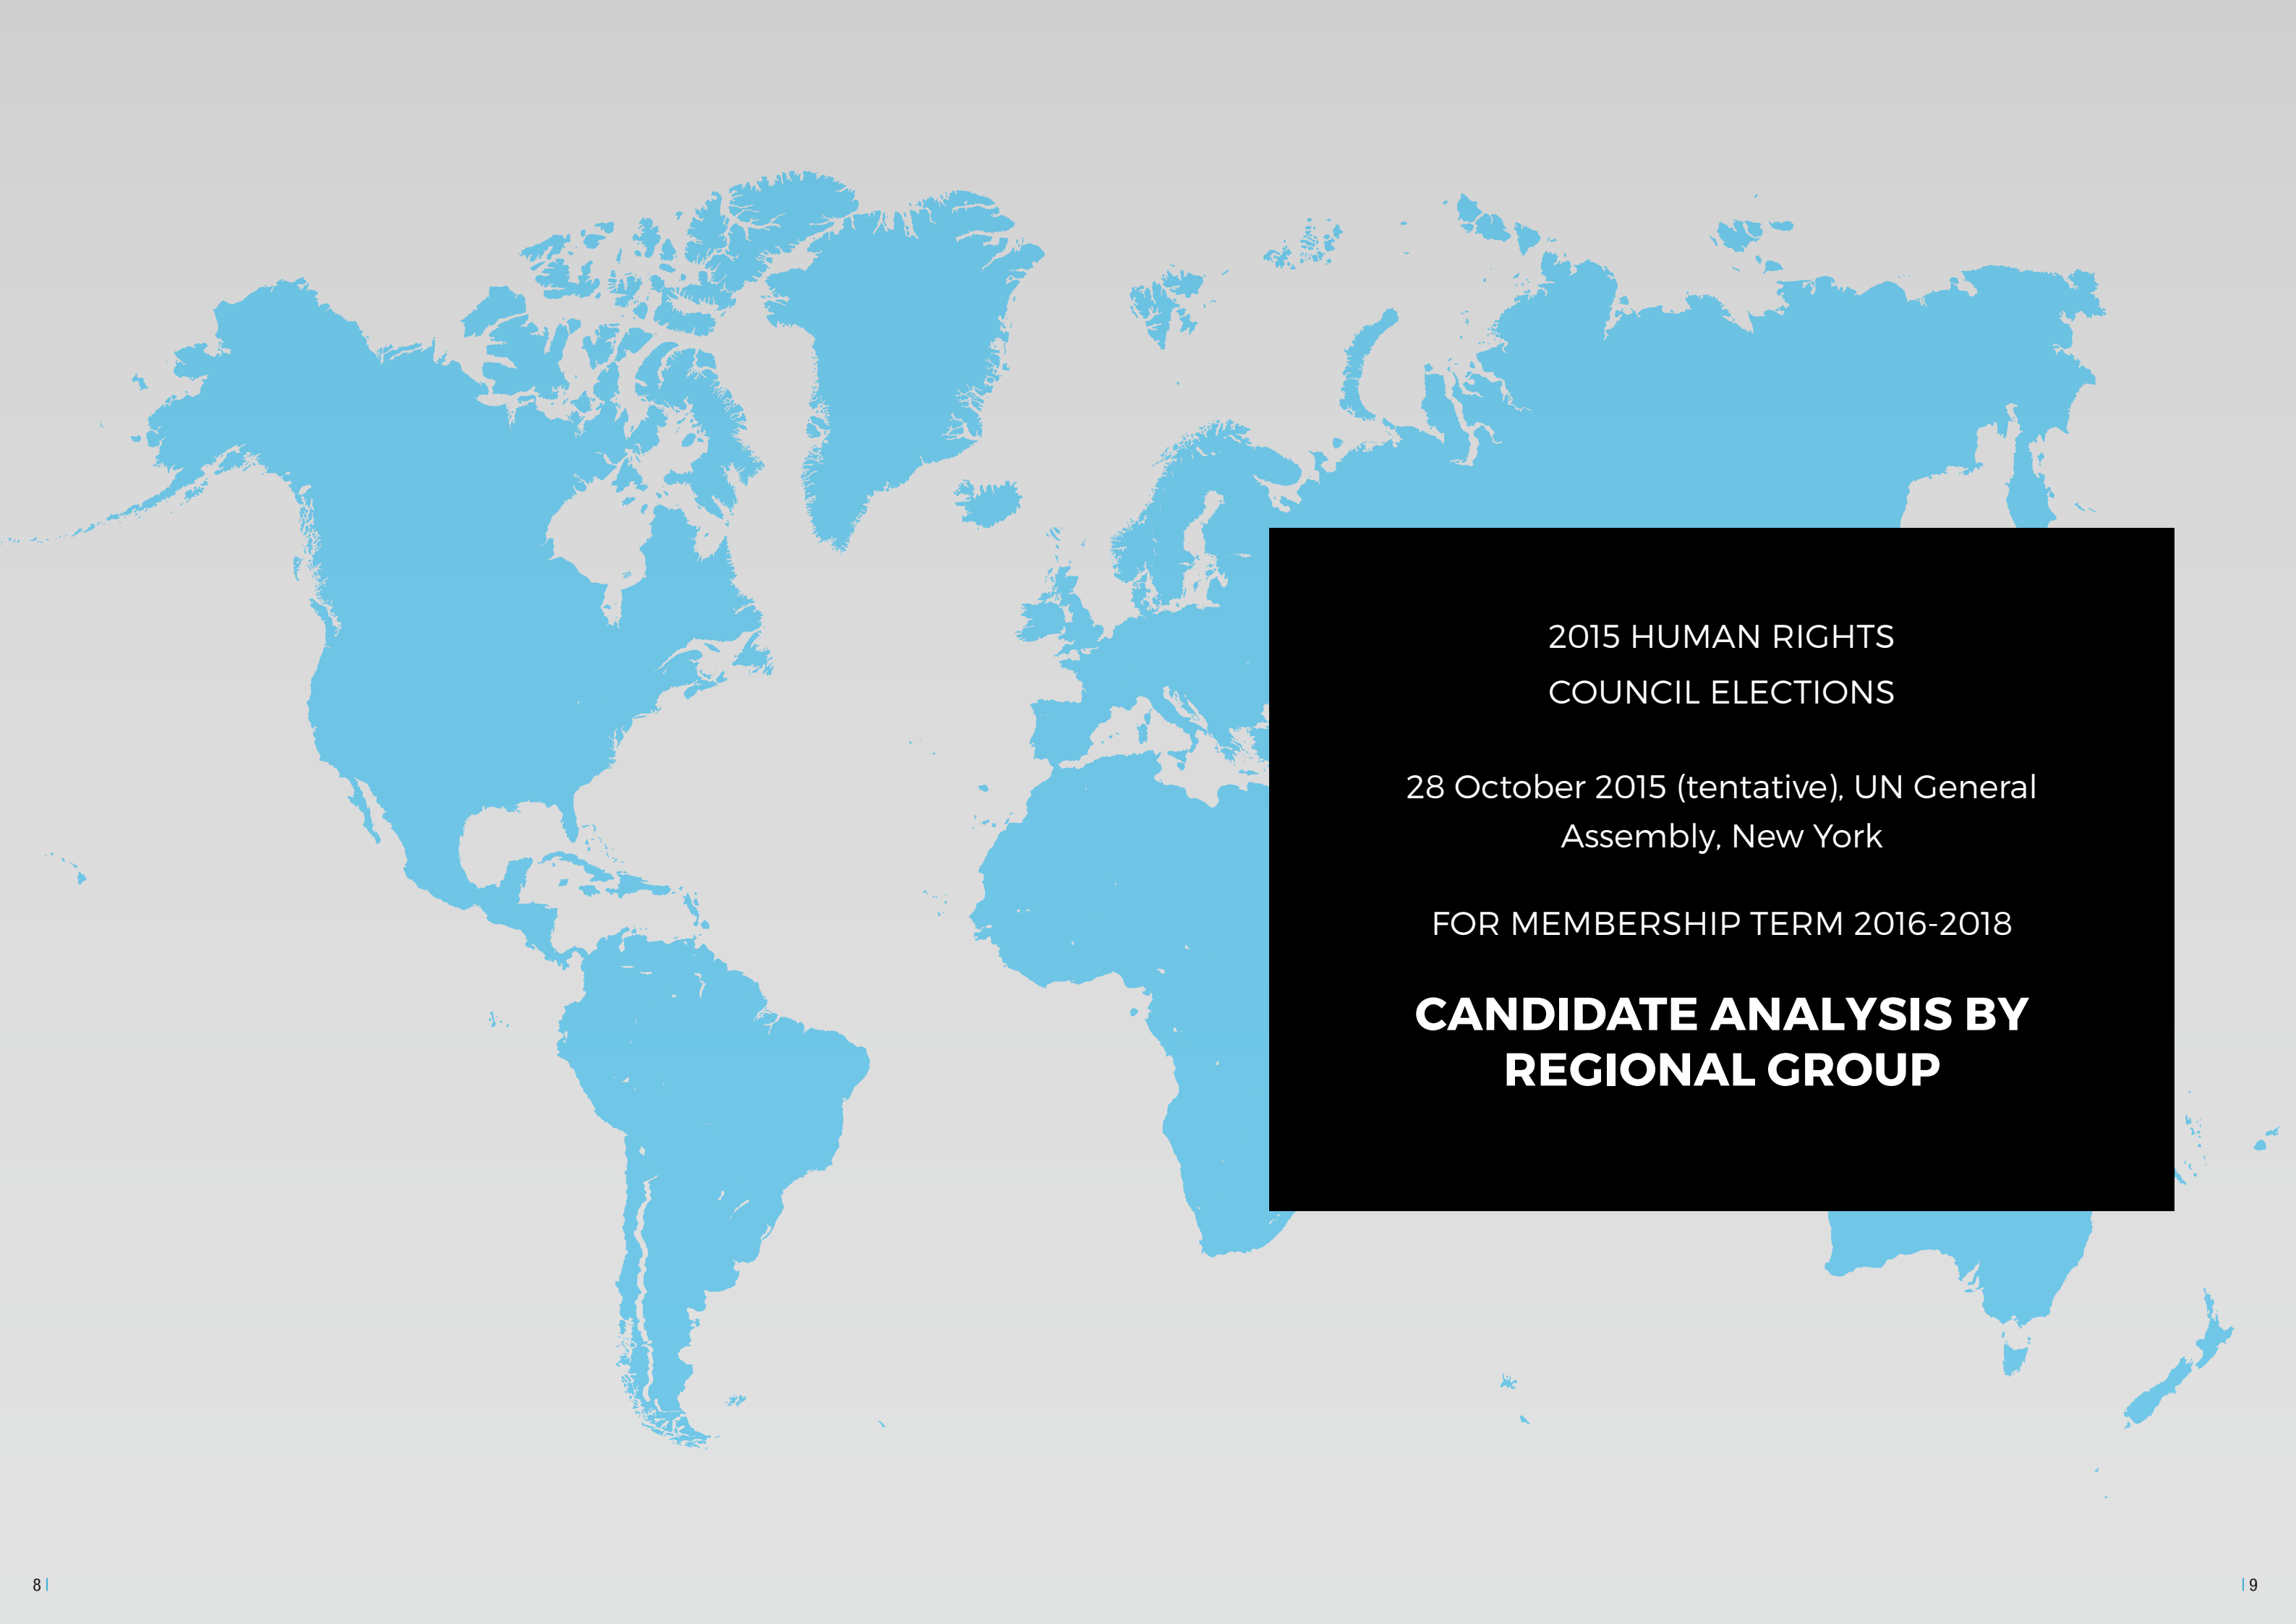 2015 HUMAN RIGHTS
COUNCIL ELECTIONS
28 October 2015 (tentative), UN General
Assembly, New York
FOR MEMBERSHIP TERM 2016-2018
CANDIDATE ANALYSIS BY
REGIONAL GROUP
8 |
| 9